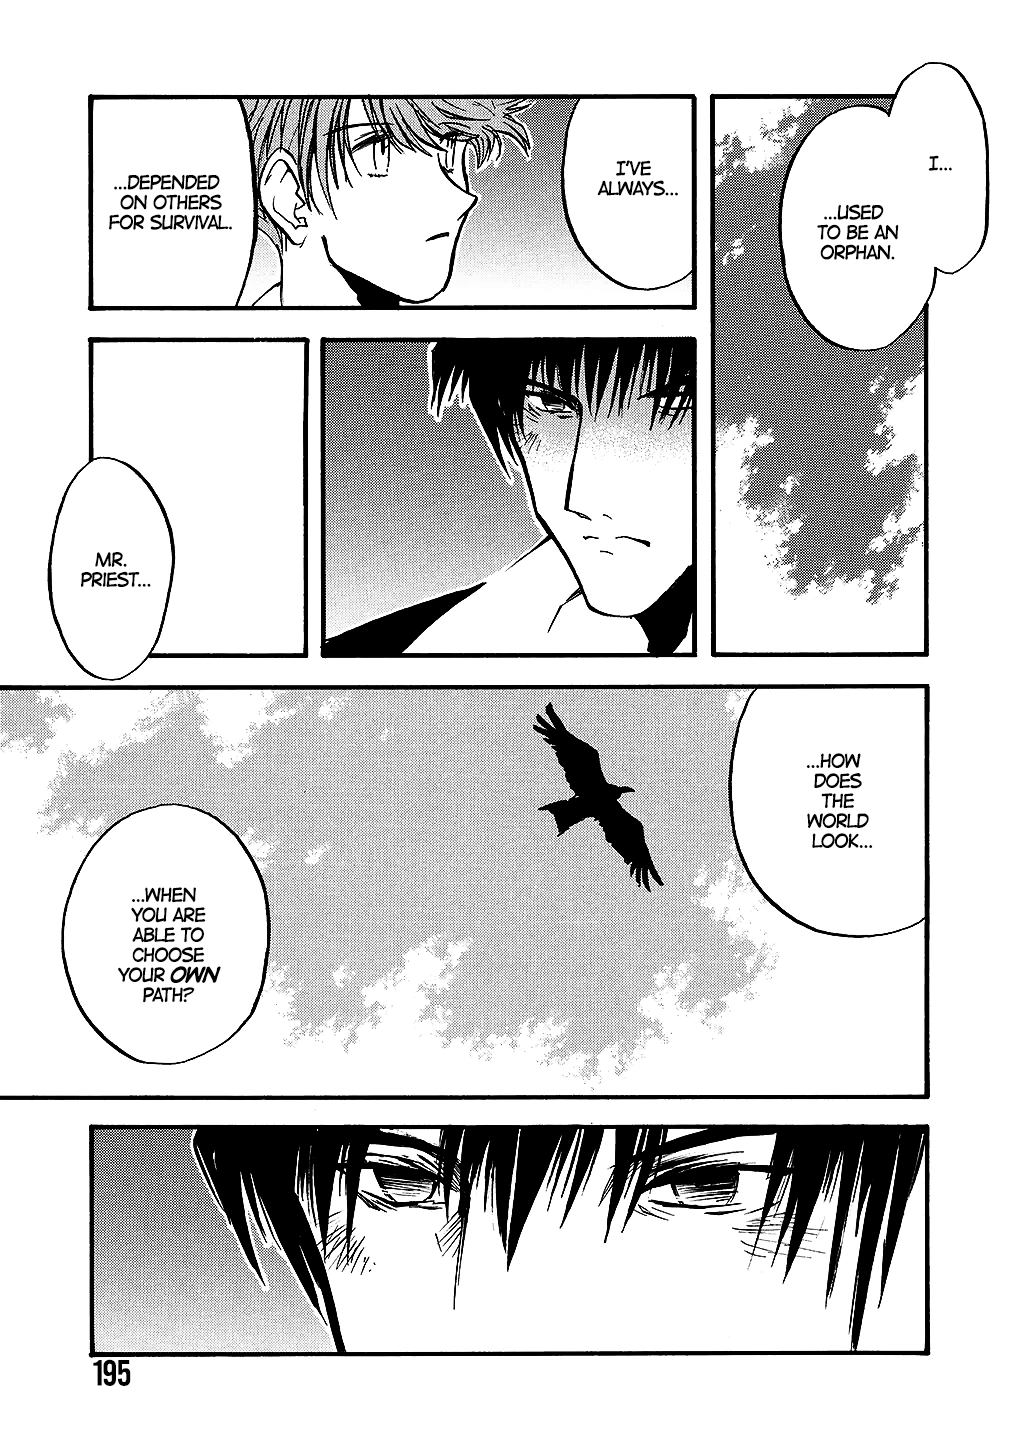 I...
...USED
TO BE AN
ORPHAN.
I'VE
ALWAYS...
...DEPENDED
ON OTHERS
FOR SURVIVAL.
MR.
PRIEST...
...HOW
DOES
THE
WORLD
LOOK...
...WHEN
YOU ARE
ABLE TO
CHOOSE
YOUR OWN
PATH?
195